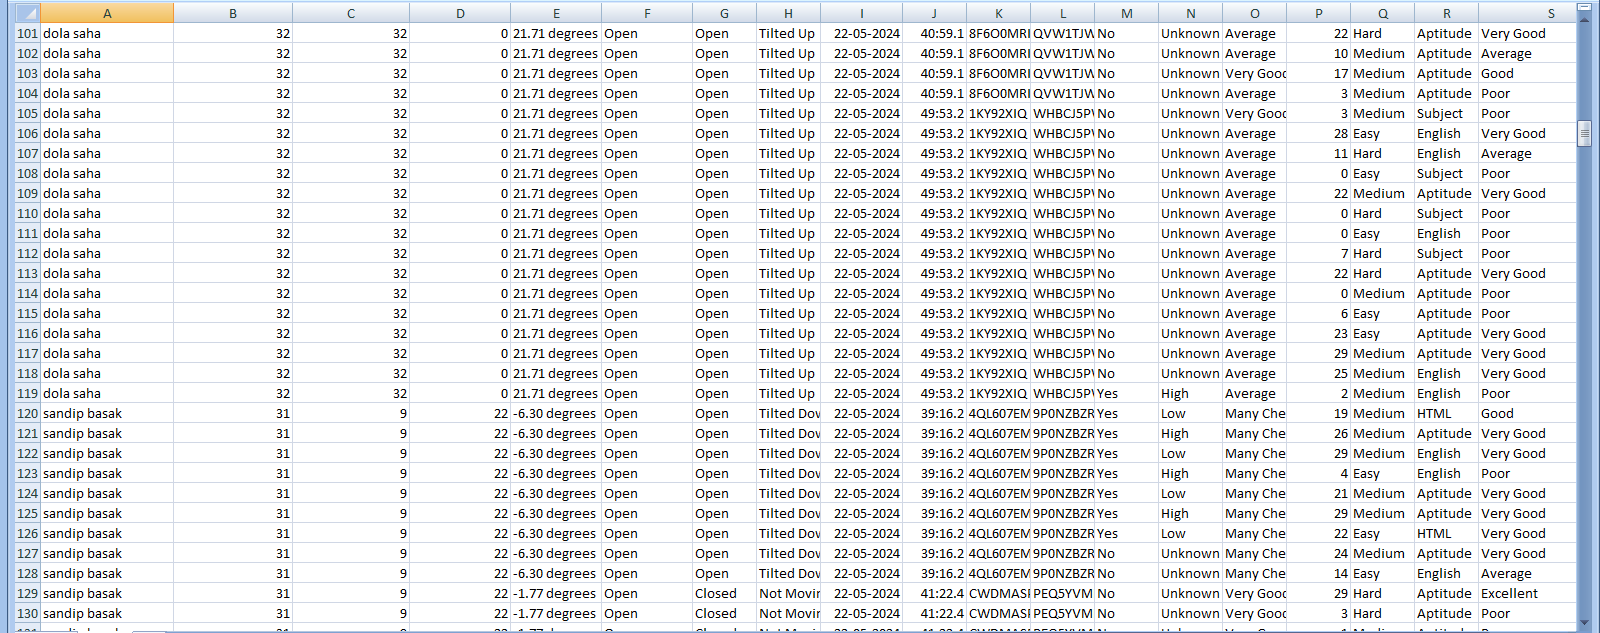 A B C D E F G H I J K L M N O P Q R S
101 dola saha 32 32 0 21.71 degrees Open Open Tilted Up 22-05-2024 40:59.1 8F6O0MRI QVW1TJW No Unknown Average 22 Hard Aptitude Very Good
102 dola saha 32 32 0 21.71 degrees Open Open Tilted Up 22-05-2024 40:59.1 8F6O0MRI QVW1TJW No Unknown Average 10 Medium Aptitude Average
103 dola saha 32 32 0 21.71 degrees Open Open Tilted Up 22-05-2024 40:59.1 8F6O0MRI QVW1TJW No Unknown Very Good 17 Medium Aptitude Good
104 dola saha 32 32 0 21.71 degrees Open Open Tilted Up 22-05-2024 40:59.1 8F6O0MRI QVW1TJW No Unknown Average 3 Medium Aptitude Poor
105 dola saha 32 32 0 21.71 degrees Open Open Tilted Up 22-05-2024 49:53.2 1KY92XIQ WHBCJ5PV No Unknown Very Good 3 Medium Subject Poor
106 dola saha 32 32 0 21.71 degrees Open Open Tilted Up 22-05-2024 49:53.2 1KY92XIQ WHBCJ5PV No Unknown Average 28 Easy English Very Good
107 dola saha 32 32 0 21.71 degrees Open Open Tilted Up 22-05-2024 49:53.2 1KY92XIQ WHBCJ5PV No Unknown Average 11 Hard English Average
108 dola saha 32 32 0 21.71 degrees Open Open Tilted Up 22-05-2024 49:53.2 1KY92XIQ WHBCJ5PV No Unknown Average 0 Easy Subject Poor
109 dola saha 32 32 0 21.71 degrees Open Open Tilted Up 22-05-2024 49:53.2 1KY92XIQ WHBCJ5PV No Unknown Average 22 Medium Aptitude Very Good
110 dola saha 32 32 0 21.71 degrees Open Open Tilted Up 22-05-2024 49:53.2 1KY92XIQ WHBCJ5PV No Unknown Average 0 Hard Subject Poor
111 dola saha 32 32 0 21.71 degrees Open Open Tilted Up 22-05-2024 49:53.2 1KY92XIQ WHBCJ5PV No Unknown Average 0 Easy English Poor
112 dola saha 32 32 0 21.71 degrees Open Open Tilted Up 22-05-2024 49:53.2 1KY92XIQ WHBCJ5PV No Unknown Average 7 Hard Subject Poor
113 dola saha 32 32 0 21.71 degrees Open Open Tilted Up 22-05-2024 49:53.2 1KY92XIQ WHBCJ5PV No Unknown Average 22 Hard Aptitude Very Good
114 dola saha 32 32 0 21.71 degrees Open Open Tilted Up 22-05-2024 49:53.2 1KY92XIQ WHBCJ5PV No Unknown Average 0 Medium Aptitude Poor
115 dola saha 32 32 0 21.71 degrees Open Open Tilted Up 22-05-2024 49:53.2 1KY92XIQ WHBCJ5PV No Unknown Average 6 Easy Aptitude Poor
116 dola saha 32 32 0 21.71 degrees Open Open Tilted Up 22-05-2024 49:53.2 1KY92XIQ WHBCJ5PV No Unknown Average 23 Easy Aptitude Very Good
117 dola saha 32 32 0 21.71 degrees Open Open Tilted Up 22-05-2024 49:53.2 1KY92XIQ WHBCJ5PV No Unknown Average 29 Medium Aptitude Very Good
118 dola saha 32 32 0 21.71 degrees Open Open Tilted Up 22-05-2024 49:53.2 1KY92XIQ WHBCJ5PV No Unknown Average 25 Medium English Very Good
119 dola saha 32 32 0 21.71 degrees Open Open Tilted Up 22-05-2024 49:53.2 1KY92XIQ WHBCJ5PV Yes High Average 2 Medium English Poor
120 sandip basak 31 9 22 -6.30 degrees Open Open Tilted Dow 22-05-2024 39:16.2 4QL607EM 9P0NZBZR Yes Low Many Che 19 Medium HTML Good
121 sandip basak 31 9 22 -6.30 degrees Open Open Tilted Dow 22-05-2024 39:16.2 4QL607EM 9P0NZBZR Yes High Many Che 26 Medium Aptitude Very Good
122 sandip basak 31 9 22 -6.30 degrees Open Open Tilted Dow 22-05-2024 39:16.2 4QL607EM 9P0NZBZR Yes Low Many Che 29 Medium English Very Good
123 sandip basak 31 9 22 -6.30 degrees Open Open Tilted Dow 22-05-2024 39:16.2 4QL607EM 9P0NZBZR Yes High Many Che 4 Easy English Poor
124 sandip basak 31 9 22 -6.30 degrees Open Open Tilted Dow 22-05-2024 39:16.2 4QL607EM 9P0NZBZR Yes Low Many Che 21 Medium Aptitude Very Good
125 sandip basak 31 9 22 -6.30 degrees Open Open Tilted Dow 22-05-2024 39:16.2 4QL607EM 9P0NZBZR Yes High Many Che 29 Medium Aptitude Very Good
126 sandip basak 31 9 22 -6.30 degrees Open Open Tilted Dow 22-05-2024 39:16.2 4QL607EM 9P0NZBZR Yes Low Many Che 22 Easy HTML Very Good
127 sandip basak 31 9 22 -6.30 degrees Open Open Tilted Dow 22-05-2024 39:16.2 4QL607EM 9P0NZBZR No Unknown Many Che 24 Medium Aptitude Very Good
128 sandip basak 31 9 22 -6.30 degrees Open Open Tilted Dow 22-05-2024 39:16.2 4QL607EM 9P0NZBZR No Unknown Many Che 14 Easy English Average
129 sandip basak 31 9 22 -1.77 degrees Open Closed Not Movin 22-05-2024 41:22.4 CWDMASI PEQ5YVM No Unknown Very Good 29 Hard Aptitude Excellent
130 sandip basak 31 9 22 -1.77 degrees Open Closed Not Movin 22-05-2024 41:22.4 CWDMASI PEQ5YVM No Unknown Very Good 3 Hard Aptitude Poor